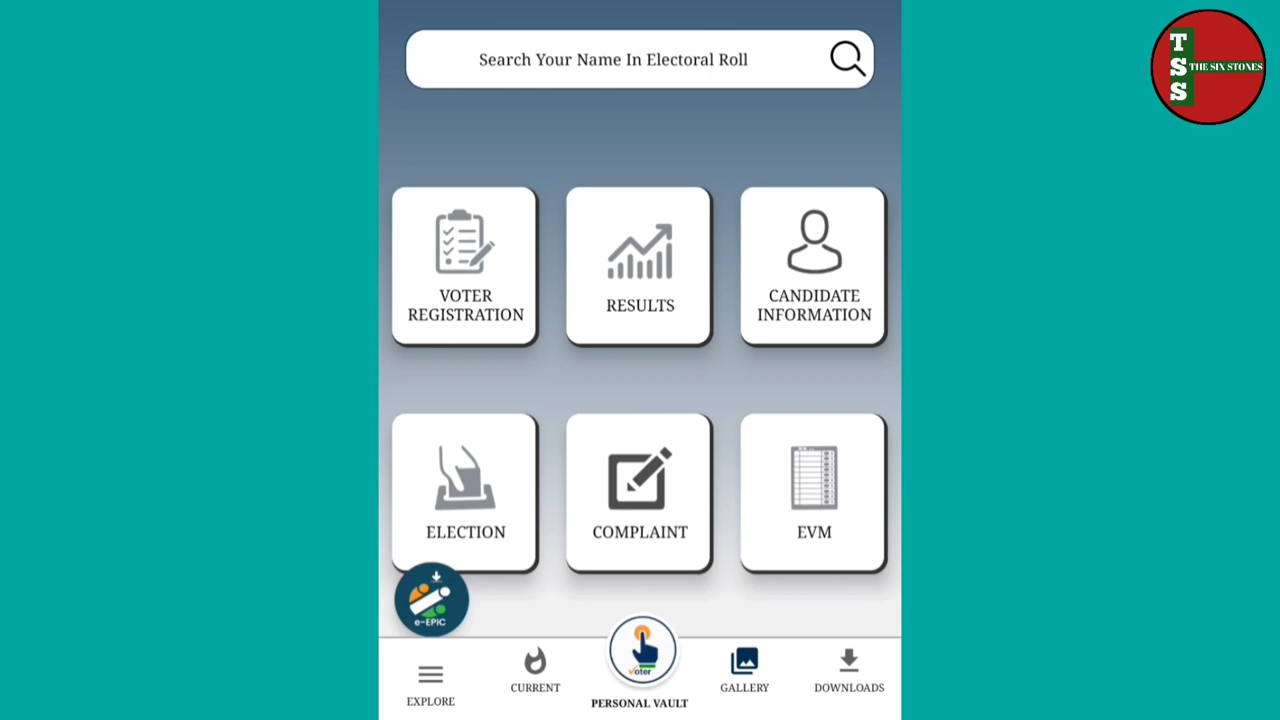 Search Your Name In Electoral Roll
T
S
S
THE SIX STONES
VOTER
REGISTRATION
RESULTS
CANDIDATE
INFORMATION
ELECTION
COMPLAINT
EVM
e-EPIC
EXPLORE
CURRENT
Voter
PERSONAL VAULT
GALLERY
DOWNLOADS